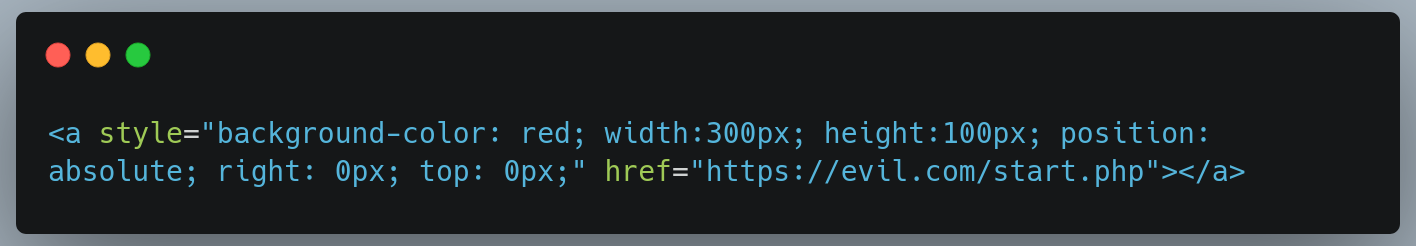 <a style="background-color: red; width:300px; height:100px; position:
absolute; right: 0px; top: 0px;" href="https://evil.com/start.php"></a>